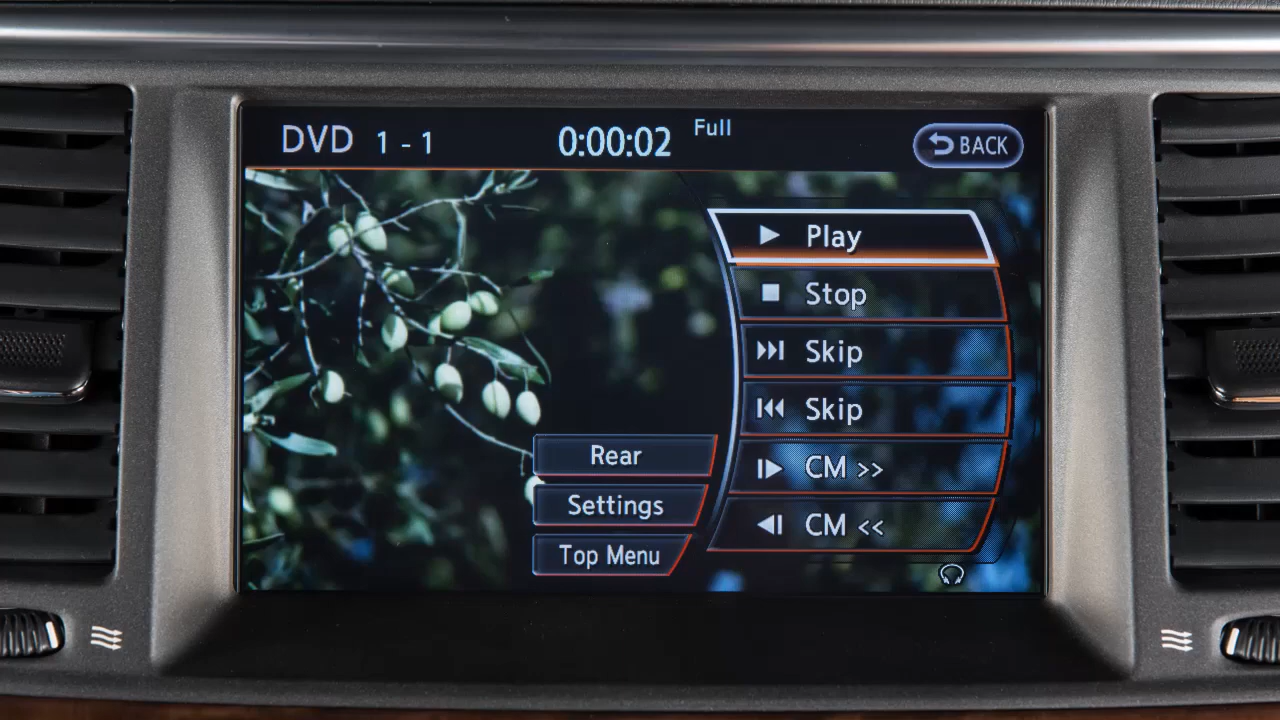 DVD 1 - 1 0:00:02 Full BACK
Play
Stop
Skip
Skip
CM >>
CM <<
Rear
Settings
Top Menu